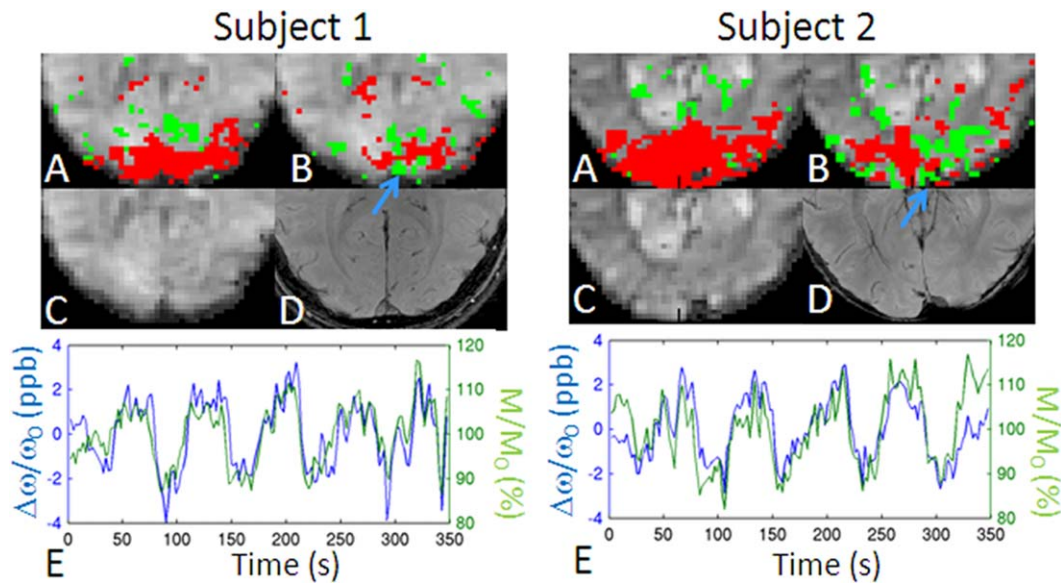 Subject 1
A
B
C
D
Δω/ω₀ (ppb)
4
2
0
-2
-4
120
110
100
90
80
M/M₀ (%)
0 50 100 150 200 250 300 350
E
Time (s)
Subject 2
A
B
C
D
Δω/ω₀ (ppb)
4
2
0
-2
-4
120
110
100
90
80
M/M₀ (%)
0 50 100 150 200 250 300 350
E
Time (s)